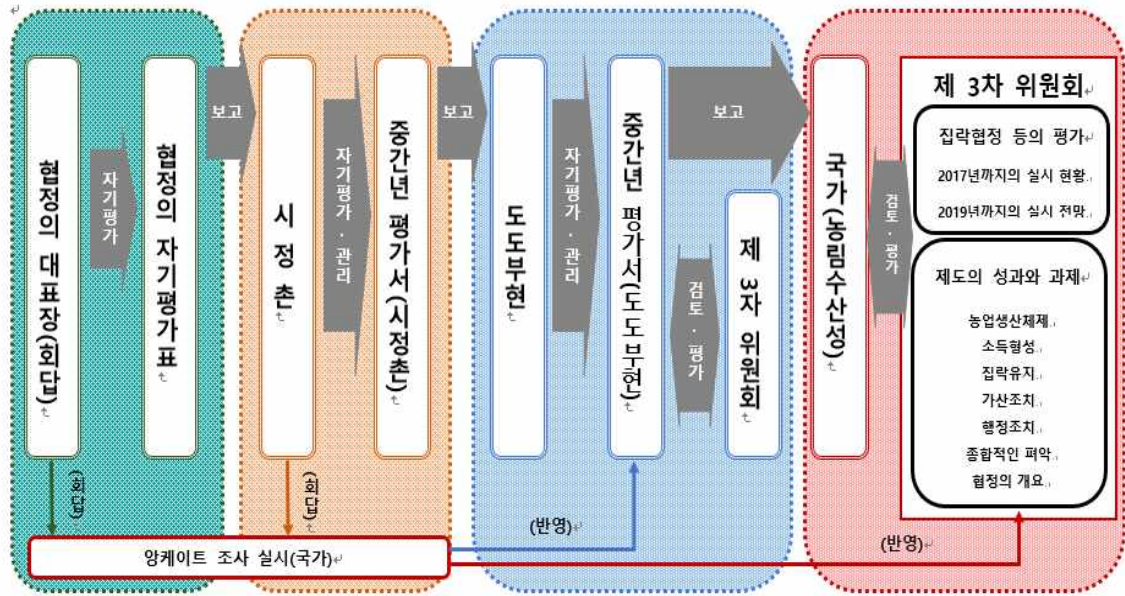 협정의 대표장(회답)
자기평가
협정의 자기평가표
보고
시정촌
자기평가·관리
중간년 평가서(시정촌)
보고
도도부현
자기평가·관리
중간년 평가서(도도부현)
보고
검토·평가
제 3자 위원회
국가(농림수산성)
검토·평가
제 3차 위원회
집락협정 등의 평가
2017년까지의 실시 현황
2019년까지의 실시 전망
제도의 성과와 과제
농업생산체제
소득형성
집락유지
가산조치
행정조치
종합적인 폐악
협정의 개요
(회답)
(회답)
(반영)
(반영)
앙케이트 조사 실시(국가)